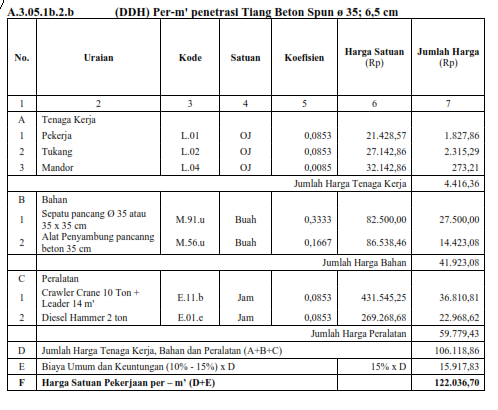 A.3.05.1b.2.b (DDH) Per-m' penetrasi Tiang Beton Spun ø 35; 6,5 cm
No. Uraian Kode Satuan Koefisien Harga Satuan (Rp) Jumlah Harga (Rp)
1 2 3 4 5 6 7
A Tenaga Kerja
1 Pekerja L.01 OJ 0,0853 21.428,57 1.827,86
2 Tukang L.02 OJ 0,0853 27.142,86 2.315,29
3 Mandor L.04 OJ 0,0085 32.142,86 273,21
Jumlah Harga Tenaga Kerja 4.416,36
B Bahan
1 Sepatu pancang Ø 35 atau 35 x 35 cm M.91.u Buah 0,3333 82.500,00 27.500,00
2 Alat Penyambung pancanng beton 35 cm M.56.u Buah 0,1667 86.538,46 14.423,08
Jumlah Harga Bahan 41.923,08
C Peralatan
1 Crawler Crane 10 Ton + Leader 14 m' E.11.b Jam 0,0853 431.545,25 36.810,81
2 Diesel Hammer 2 ton E.01.e Jam 0,0853 269.268,68 22.968,62
Jumlah Harga Peralatan 59.779,43
D Jumlah Harga Tenaga Kerja, Bahan dan Peralatan (A+B+C) 106.118,86
E Biaya Umum dan Keuntungan (10% - 15%) x D 15% x D 15.917,83
F Harga Satuan Pekerjaan per – m' (D+E) 122.036,70